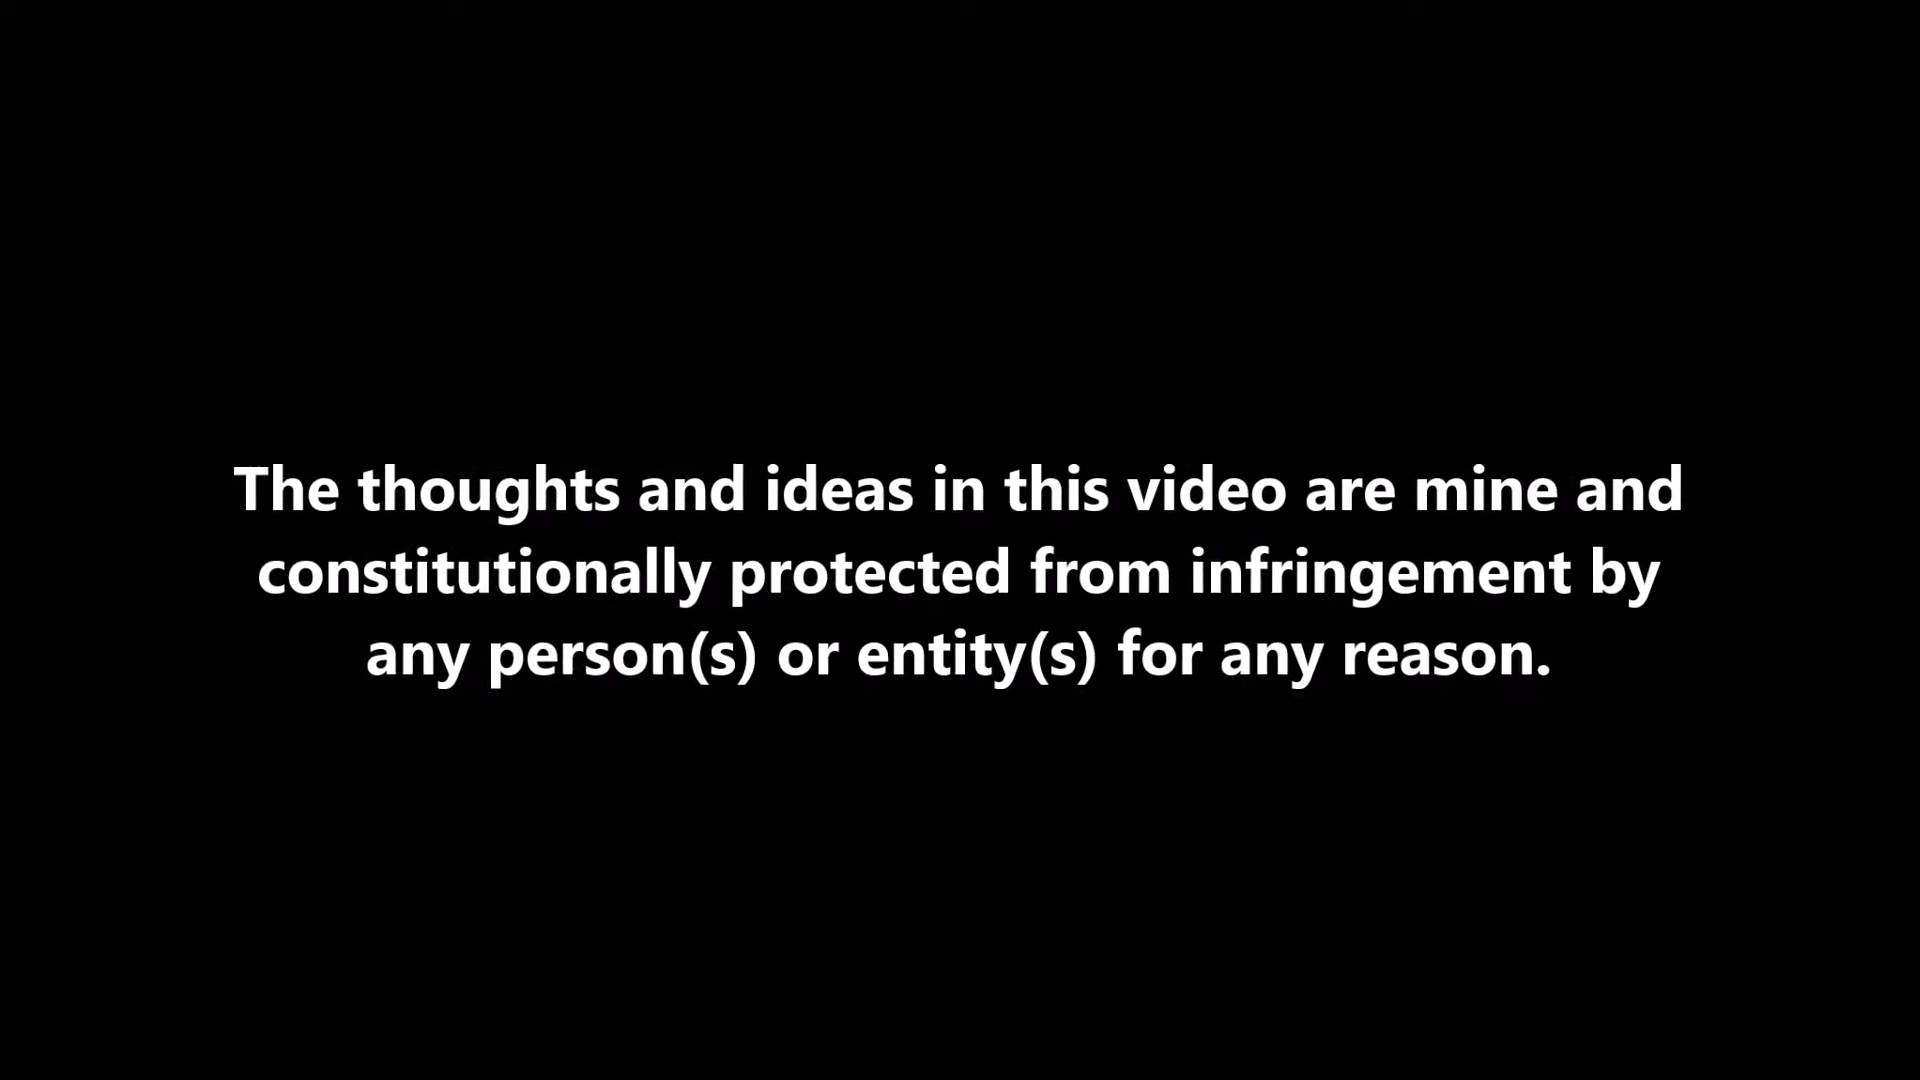 The thoughts and ideas in this video are mine and
constitutionally protected from infringement by
any person(s) or entity(s) for any reason.